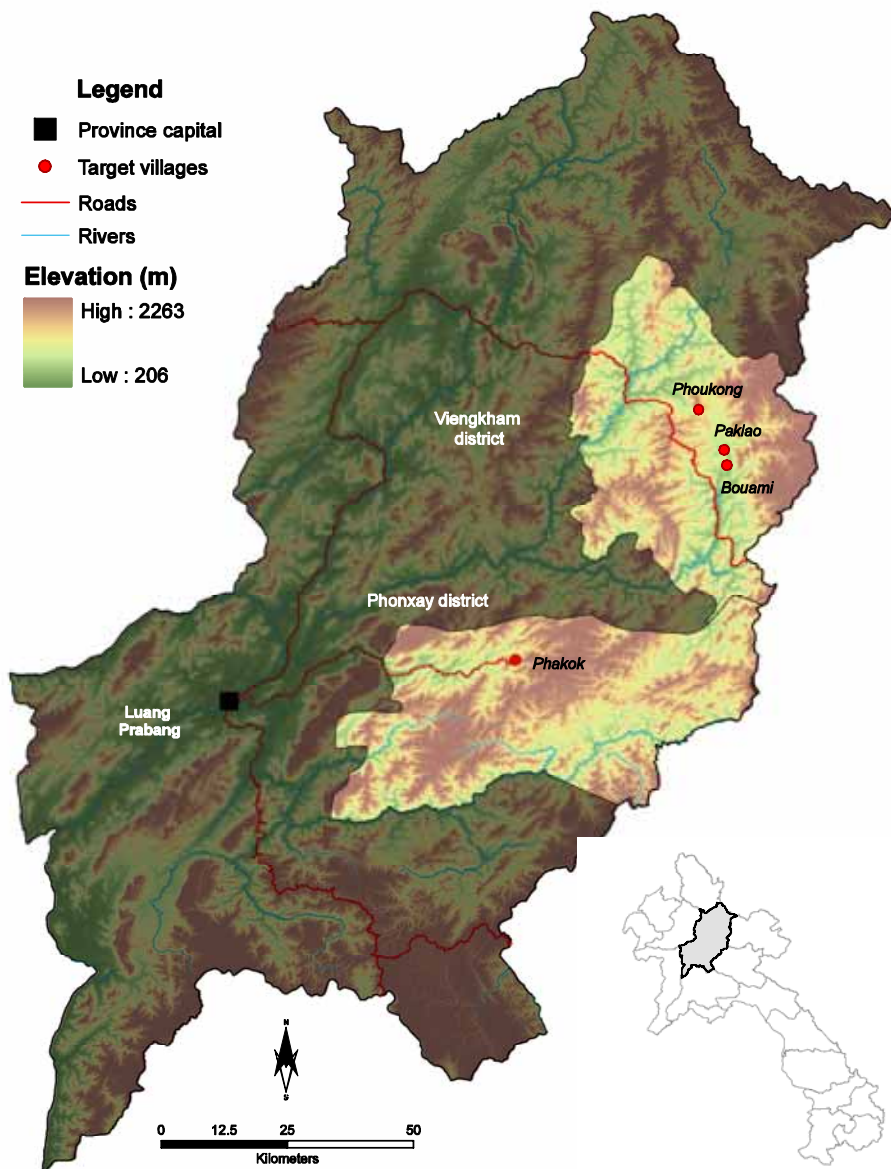 Legend
Province capital
Target villages
Roads
Rivers
Elevation (m)
High : 2263
Low : 206
Phoukong
Viengkham
district
Paklao
Bouami
Phonxay district
Phakok
Luang
Prabang
N
S
0 12.5 25 50
Kilometers